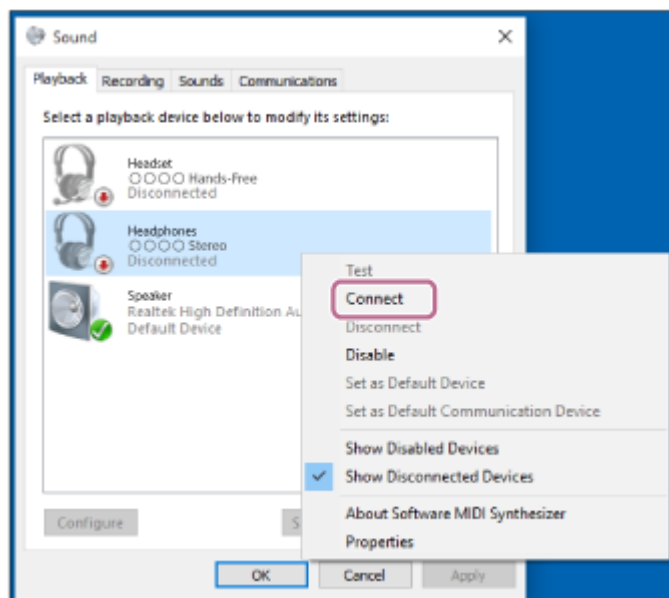 Sound
Playback Recording Sounds Communications
Select a playback device below to modify its settings:
Headset
○○○○ Hands-Free
Disconnected
Headphones
○○○○ Stereo
Disconnected
Speaker
Realtek High Definition Au
Default Device
Test
Connect
Disconnect
Disable
Set as Default Device
Set as Default Communication Device
Show Disabled Devices
Show Disconnected Devices
About Software MIDI Synthesizer
Properties
Configure S
OK Cancel Apply